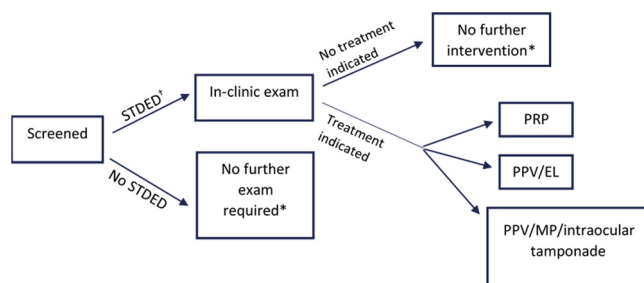 Screened
STDED†
No STDED
In-clinic exam
No further
exam
required*
No treatment
indicated
Treatment
indicated
No further
intervention*
PRP
PPV/EL
PPV/MP/intraocular
tamponade